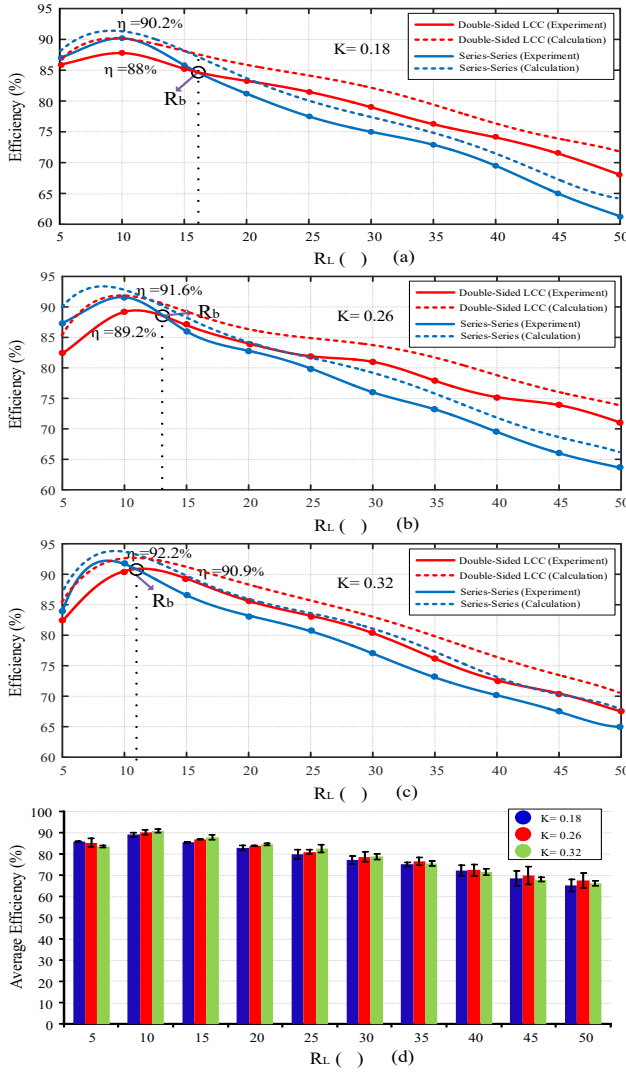 95
90
85
80
75
70
65
60
Efficiency (%)
η =90.2%
η =88%
Rb
K= 0.18
Double-Sided LCC (Experiment)
Double-Sided LCC (Calculation)
Series-Series (Experiment)
Series-Series (Calculation)
5 10 15 20 25 30 35 40 45 50
RL ( ) (a)
95
90
85
80
75
70
65
60
Efficiency (%)
η =91.6%
η =89.2%
Rb
K= 0.26
Double-Sided LCC (Experiment)
Double-Sided LCC (Calculation)
Series-Series (Experiment)
Series-Series (Calculation)
5 10 15 20 25 30 35 40 45 50
RL ( ) (b)
95
90
85
80
75
70
65
60
Efficiency (%)
η =92.2%
η =90.9%
Rb
K= 0.32
Double-Sided LCC (Experiment)
Double-Sided LCC (Calculation)
Series-Series (Experiment)
Series-Series (Calculation)
5 10 15 20 25 30 35 40 45 50
RL ( ) (c)
100
90
80
70
60
50
40
30
20
10
0
Average Efficiency (%)
K= 0.18
K= 0.26
K= 0.32
5 10 15 20 25 30 35 40 45 50
RL ( ) (d)